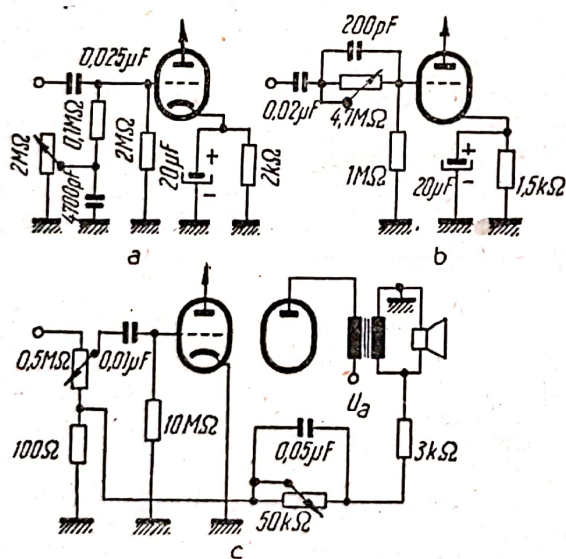 0,025μF
0,1MΩ
2MΩ
4700pF
2MΩ
20μF
+
-
2kΩ
a
200pF
0,02μF
4,7MΩ
1MΩ
20μF
+
-
1,5kΩ
b
0,5MΩ
0,01μF
100Ω
10MΩ
Ua
0,05μF
50kΩ
3kΩ
c